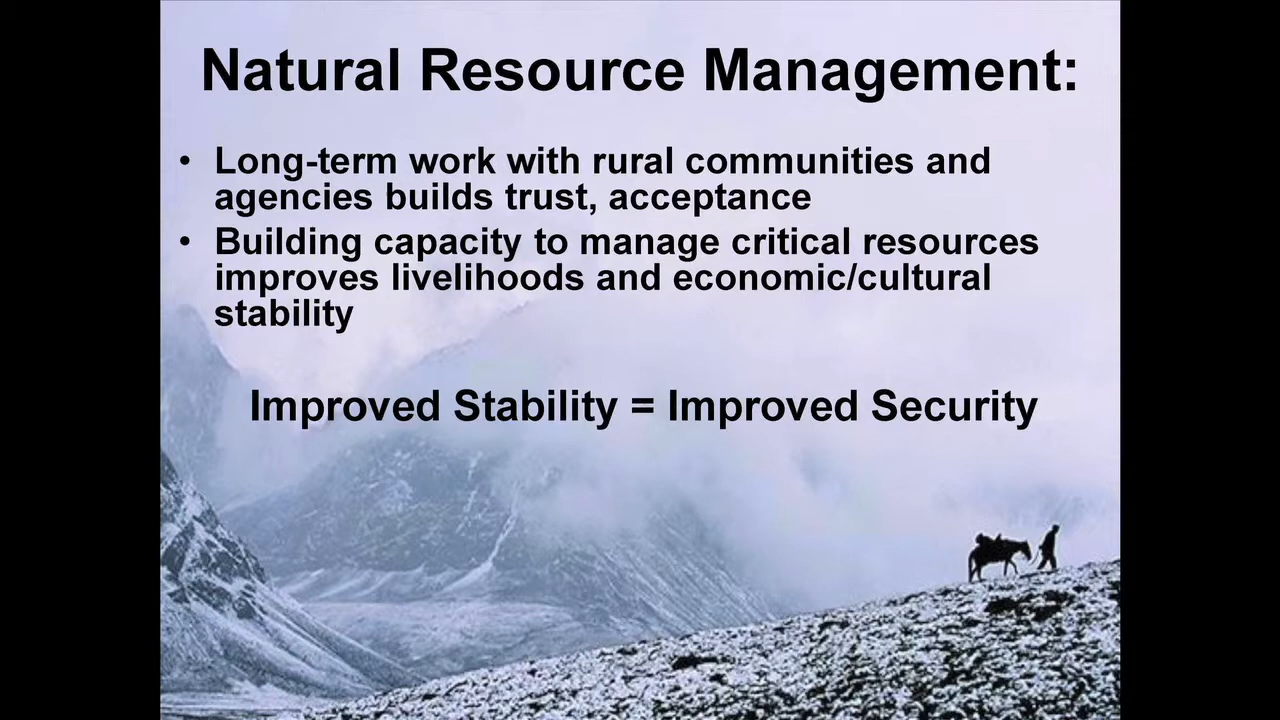 Natural Resource Management:
• Long-term work with rural communities and
agencies builds trust, acceptance
• Building capacity to manage critical resources
improves livelihoods and economic/cultural
stability
Improved Stability = Improved Security